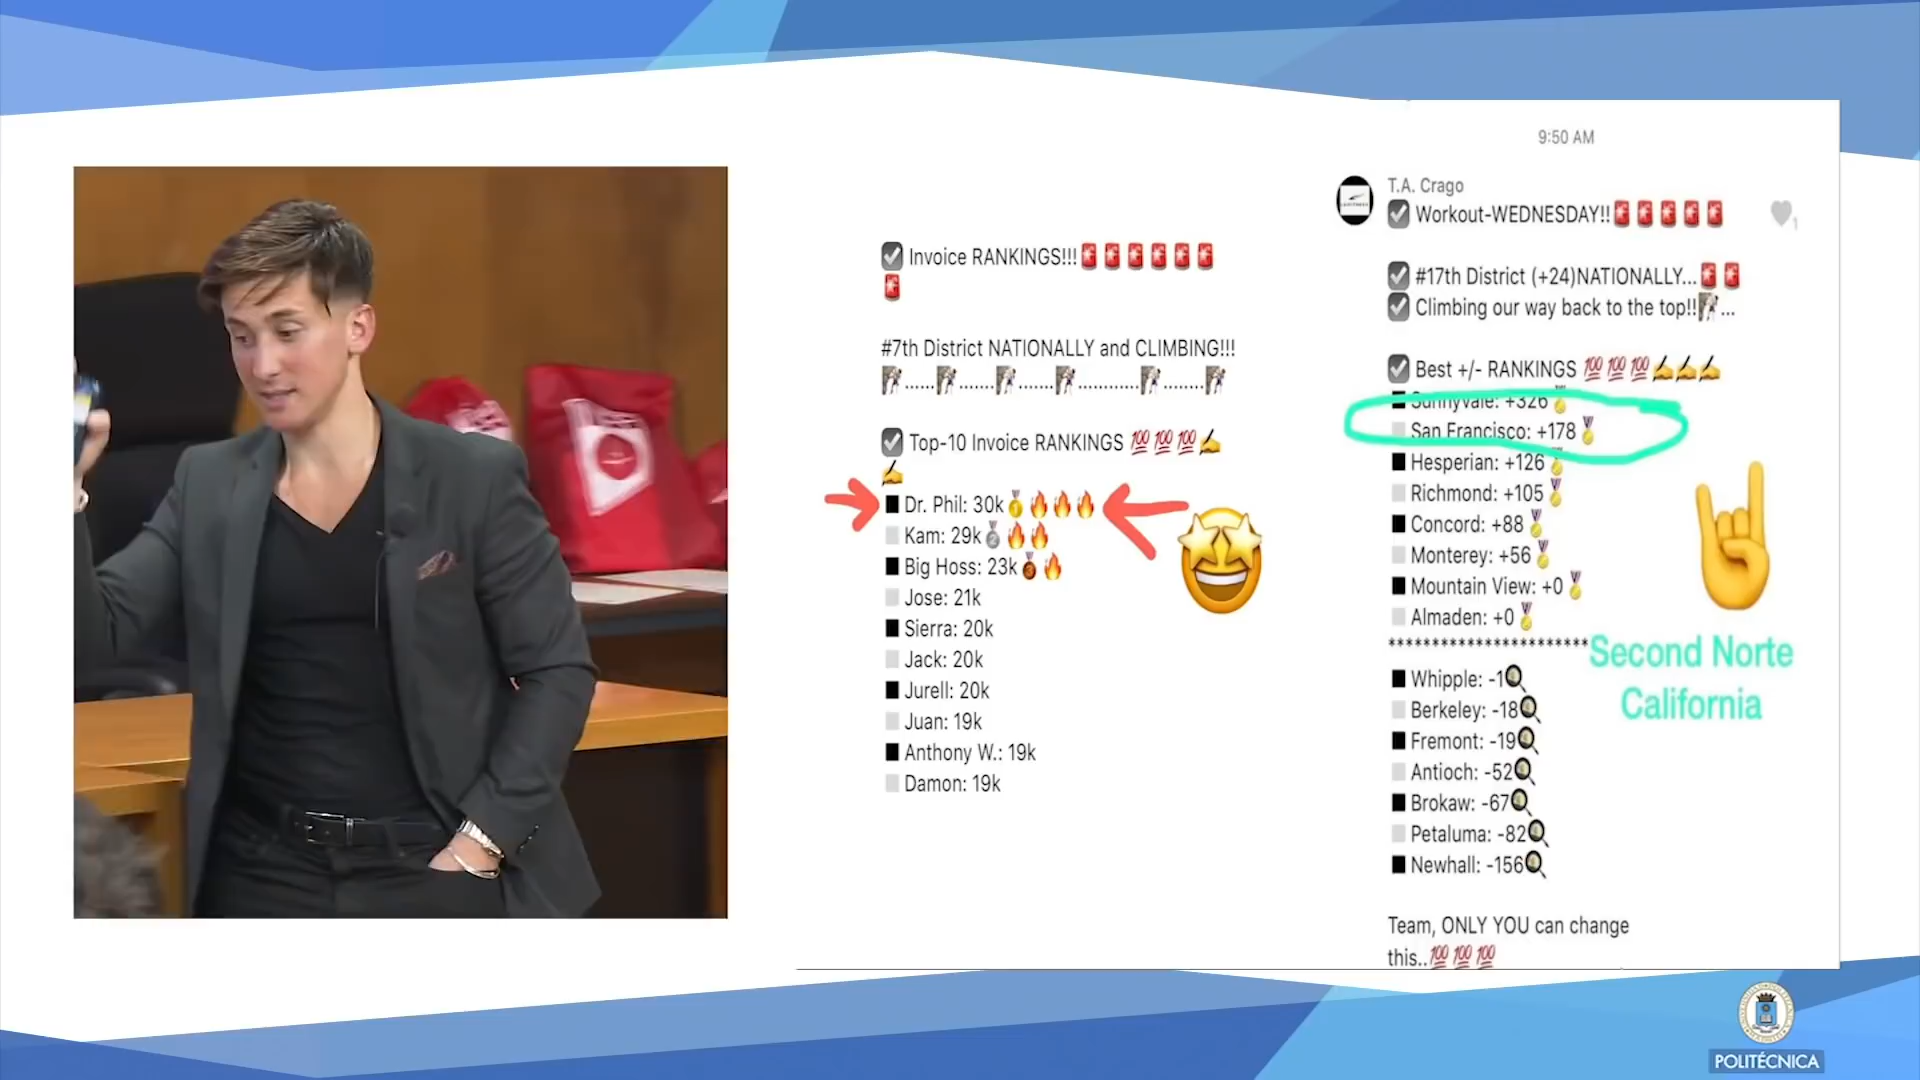 Invoice RANKINGS!!!
#7th District NATIONALLY and CLIMBING!!!
Top-10 Invoice RANKINGS 💯💯💯✍
✍
Dr. Phil: 30k🥇🔥🔥🔥
Kam: 29k🥈🔥🔥
Big Hoss: 23k🥉🔥
Jose: 21k
Sierra: 20k
Jack: 20k
Jurell: 20k
Juan: 19k
Anthony W.: 19k
Damon: 19k
9:50 AM
T.A. Crago
Workout-WEDNESDAY!!
1
#17th District (+24)NATIONALLY...
Climbing our way back to the top!!...
Best +/- RANKINGS 💯💯💯✍✍✍
Sunnyvale: +326
San Francisco: +178
Hesperian: +126
Richmond: +105
Concord: +88
Monterey: +56
Mountain View: +0
Almaden: +0
**********************
Second Norte
California
Whipple: -1
Berkeley: -18
Fremont: -19
Antioch: -52
Brokaw: -67
Petaluma: -82
Newhall: -156
Team, ONLY YOU can change
this..💯💯💯
POLITÉCNICA